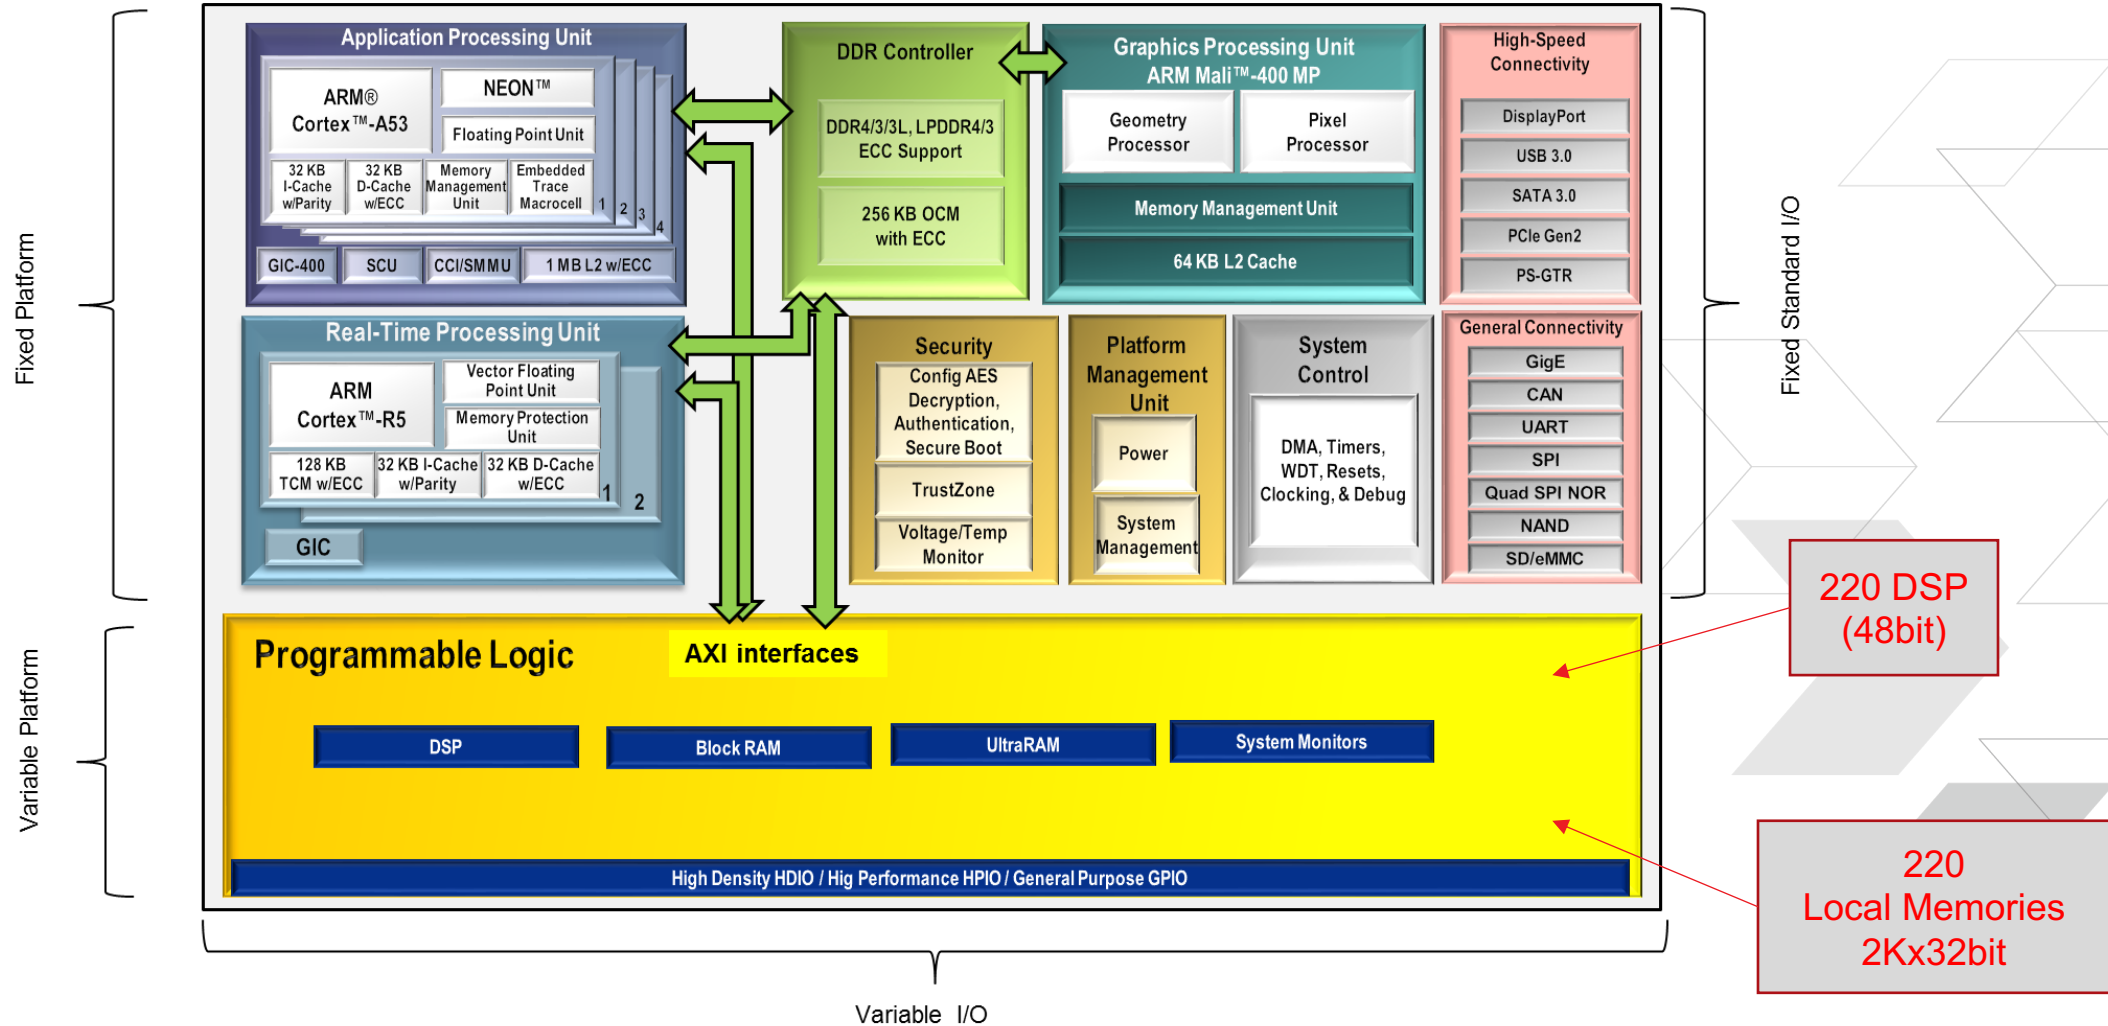 Fixed Platform
Variable Platform
Application Processing Unit
ARM®
Cortex™-A53
NEON™
Floating Point Unit
32 KB
I-Cache
w/Parity
32 KB
D-Cache
w/ECC
Memory
Management
Unit
Embedded
Trace
Macrocell
1
2
3
4
GIC-400
SCU
CCI/SMMU
1 MB L2 w/ECC
DDR Controller
DDR4/3/3L, LPDDR4/3
ECC Support
256 KB OCM
with ECC
Graphics Processing Unit
ARM Mali™-400 MP
Geometry
Processor
Pixel
Processor
Memory Management Unit
64 KB L2 Cache
High-Speed
Connectivity
DisplayPort
USB 3.0
SATA 3.0
PCIe Gen2
PS-GTR
Real-Time Processing Unit
ARM
Cortex™-R5
Vector Floating
Point Unit
Memory Protection
Unit
128 KB
TCM w/ECC
32 KB I-Cache
w/Parity
32 KB D-Cache
w/ECC
1
2
GIC
Security
Config AES
Decryption,
Authentication,
Secure Boot
TrustZone
Voltage/Temp
Monitor
Platform
Management
Unit
Power
System
Management
System
Control
DMA, Timers,
WDT, Resets,
Clocking, & Debug
General Connectivity
GigE
CAN
UART
SPI
Quad SPI NOR
NAND
SD/eMMC
Fixed Standard I/O
Programmable Logic
AXI interfaces
DSP
Block RAM
UltraRAM
System Monitors
High Density HDIO / Hig Performance HPIO / General Purpose GPIO
220 DSP
(48bit)
220
Local Memories
2Kx32bit
Variable I/O